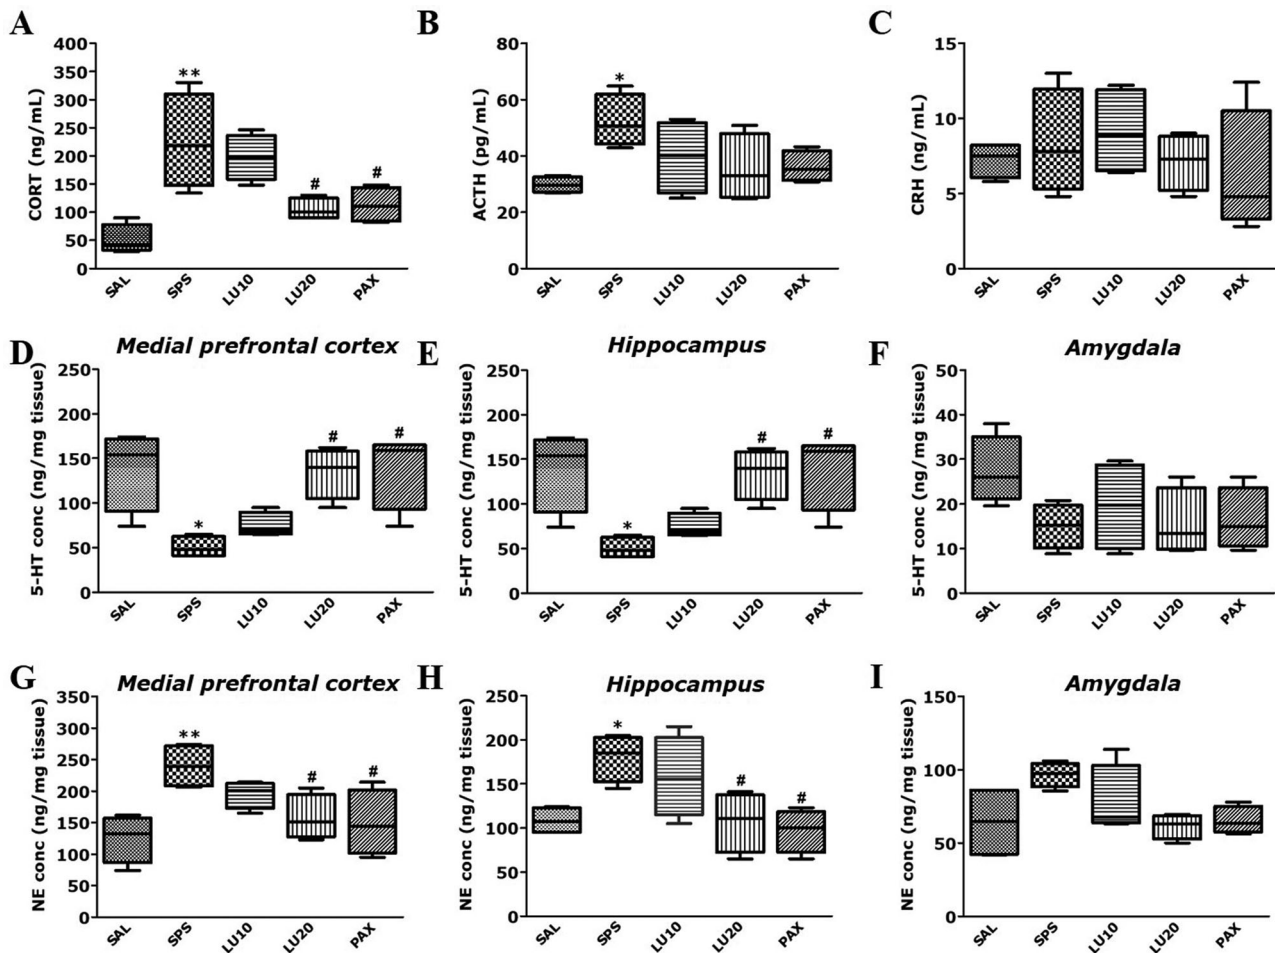 A
CORT (ng/mL)
400
350
300
250
200
150
100
50
0
**
#
#
SAL
SPS
LU10
LU20
PAX
B
ACTH (pg/mL)
80
60
40
20
0
*
SAL
SPS
LU10
LU20
PAX
C
CRH (ng/mL)
15
10
5
0
SAL
SPS
LU10
LU20
PAX
D
Medial prefrontal cortex
5-HT conc (ng/mg tissue)
250
200
150
100
50
0
*
#
#
SAL
SPS
LU10
LU20
PAX
E
Hippocampus
5-HT conc (ng/mg tissue)
250
200
150
100
50
0
*
#
#
SAL
SPS
LU10
LU20
PAX
F
Amygdala
5-HT conc (ng/mg tissue)
50
40
30
20
10
0
SAL
SPS
LU10
LU20
PAX
G
Medial prefrontal cortex
NE conc (ng/mg tissue)
350
300
250
200
150
100
50
0
**
#
#
SAL
SPS
LU10
LU20
PAX
H
Hippocampus
NE conc (ng/mg tissue)
250
200
150
100
50
0
*
#
#
SAL
SPS
LU10
LU20
PAX
I
Amygdala
NE conc (ng/mg tissue)
150
100
50
0
SAL
SPS
LU10
LU20
PAX